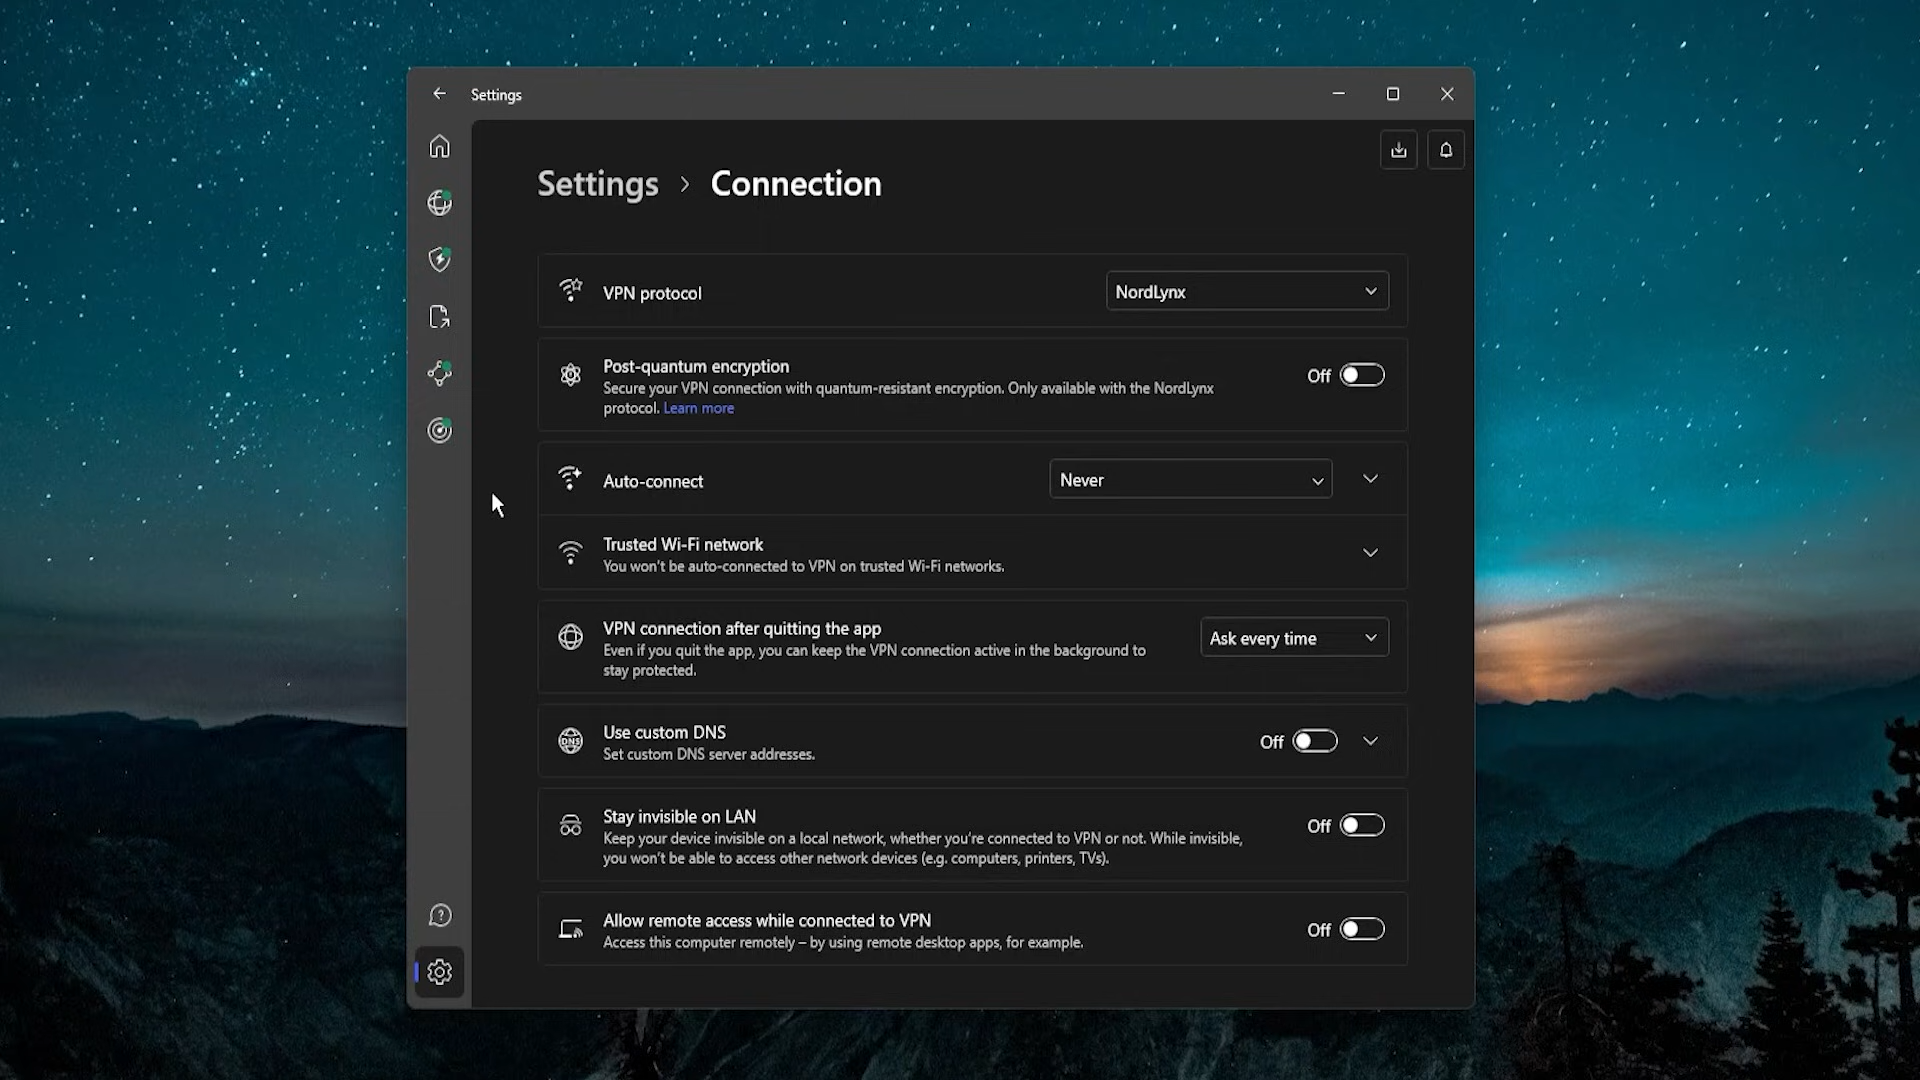 Settings
Settings > Connection
VPN protocol
NordLynx
Post-quantum encryption
Secure your VPN connection with quantum-resistant encryption. Only available with the NordLynx
protocol. Learn more
Off
Auto-connect
Never
Trusted Wi-Fi network
You won't be auto-connected to VPN on trusted Wi-Fi networks.
VPN connection after quitting the app
Even if you quit the app, you can keep the VPN connection active in the background to
stay protected.
Ask every time
DNS
Use custom DNS
Set custom DNS server addresses.
Off
Stay invisible on LAN
Keep your device invisible on a local network, whether you're connected to VPN or not. While invisible,
you won't be able to access other network devices (e.g. computers, printers, TVs).
Off
Allow remote access while connected to VPN
Access this computer remotely – by using remote desktop apps, for example.
Off